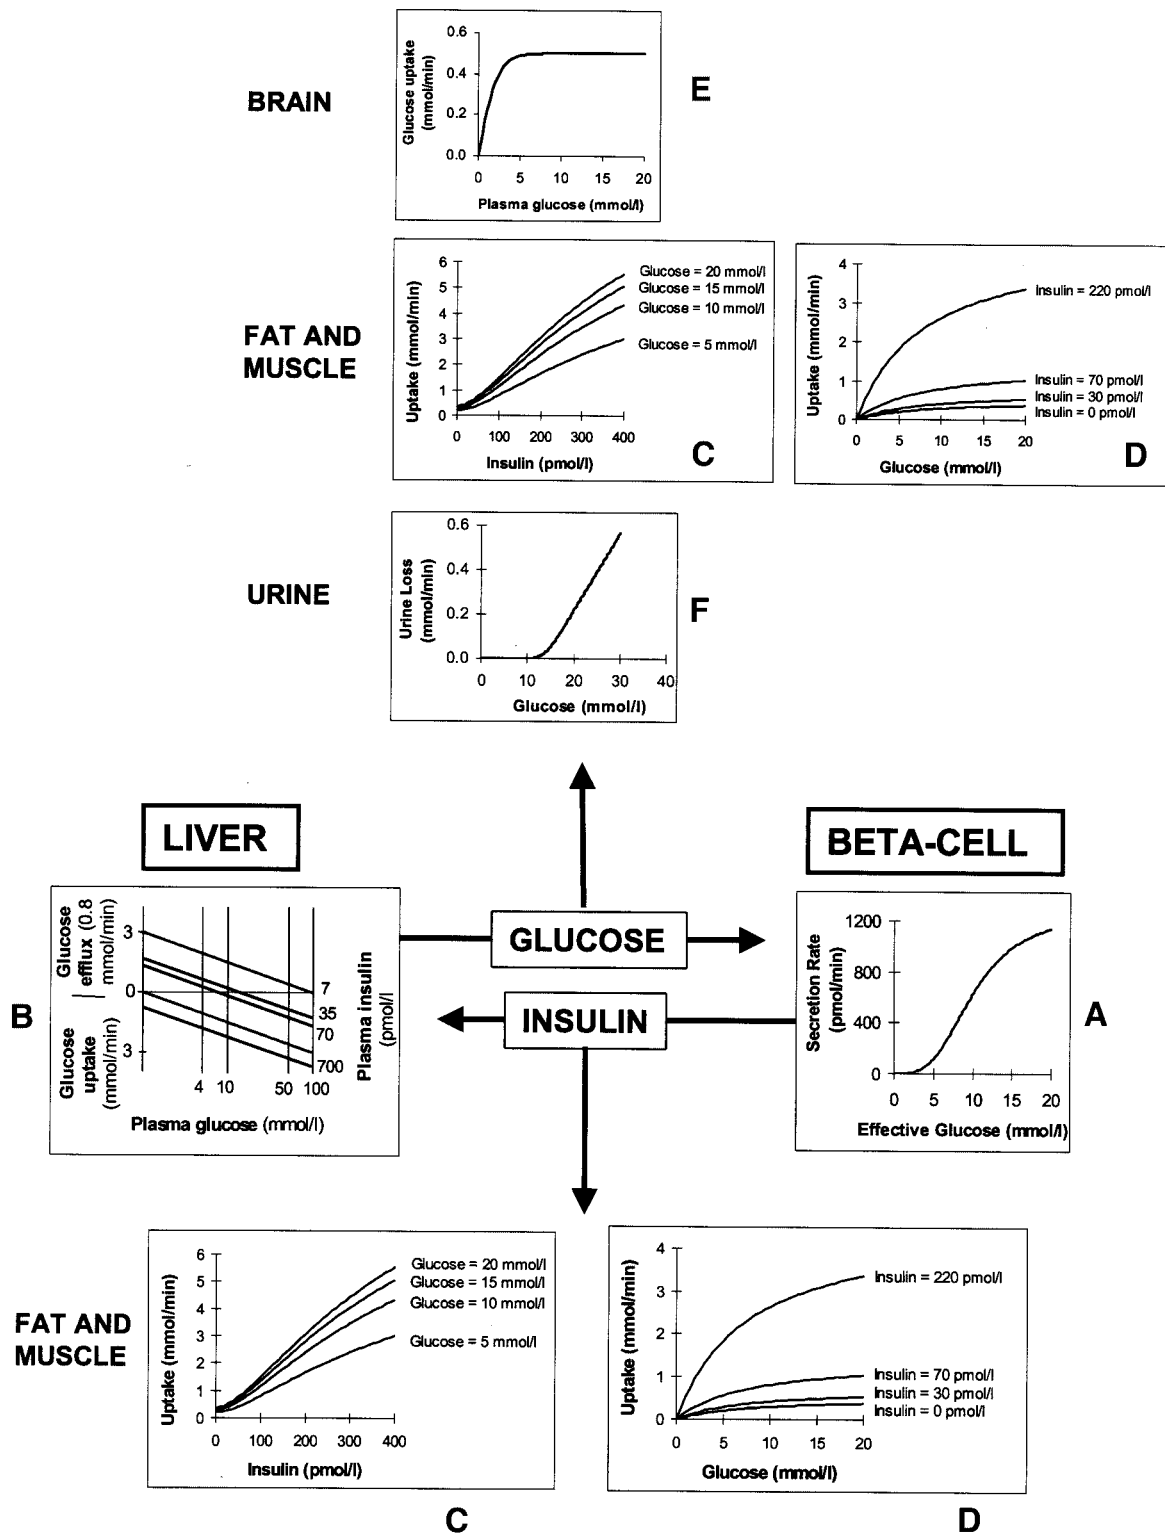 BRAIN
Glucose uptake
(mmol/min)
0.6
0.4
0.2
0.0
0 5 10 15 20
Plasma glucose (mmol/l)
E
FAT AND
MUSCLE
Uptake (mmol/min)
6
5
4
3
2
1
0
0 100 200 300 400
Insulin (pmol/l)
Glucose = 20 mmol/l
Glucose = 15 mmol/l
Glucose = 10 mmol/l
Glucose = 5 mmol/l
C
Uptake (mmol/min)
4
3
2
1
0
0 5 10 15 20
Glucose (mmol/l)
Insulin = 220 pmol/l
Insulin = 70 pmol/l
Insulin = 30 pmol/l
Insulin = 0 pmol/l
D
URINE
Urine Loss
(mmol/min)
0.6
0.4
0.2
0.0
0 10 20 30 40
Glucose (mmol/l)
F
LIVER
BETA-CELL
GLUCOSE
INSULIN
B
Glucose
efflux (0.8
mmol/min)
Glucose
uptake
(mmol/min)
3
0
3
7
35
70
700
4 10 50 100
Plasma glucose (mmol/l)
Plasma insulin
(pmol/l
A
Secretion Rate
(pmol/min)
1200
800
400
0
0 5 10 15 20
Effective Glucose (mmol/l)
FAT AND
MUSCLE
Uptake (mmol/min)
6
5
4
3
2
1
0
0 100 200 300 400
Insulin (pmol/l)
Glucose = 20 mmol/l
Glucose = 15 mmol/l
Glucose = 10 mmol/l
Glucose = 5 mmol/l
C
Uptake (mmol/min)
4
3
2
1
0
0 5 10 15 20
Glucose (mmol/l)
Insulin = 220 pmol/l
Insulin = 70 pmol/l
Insulin = 30 pmol/l
Insulin = 0 pmol/l
D